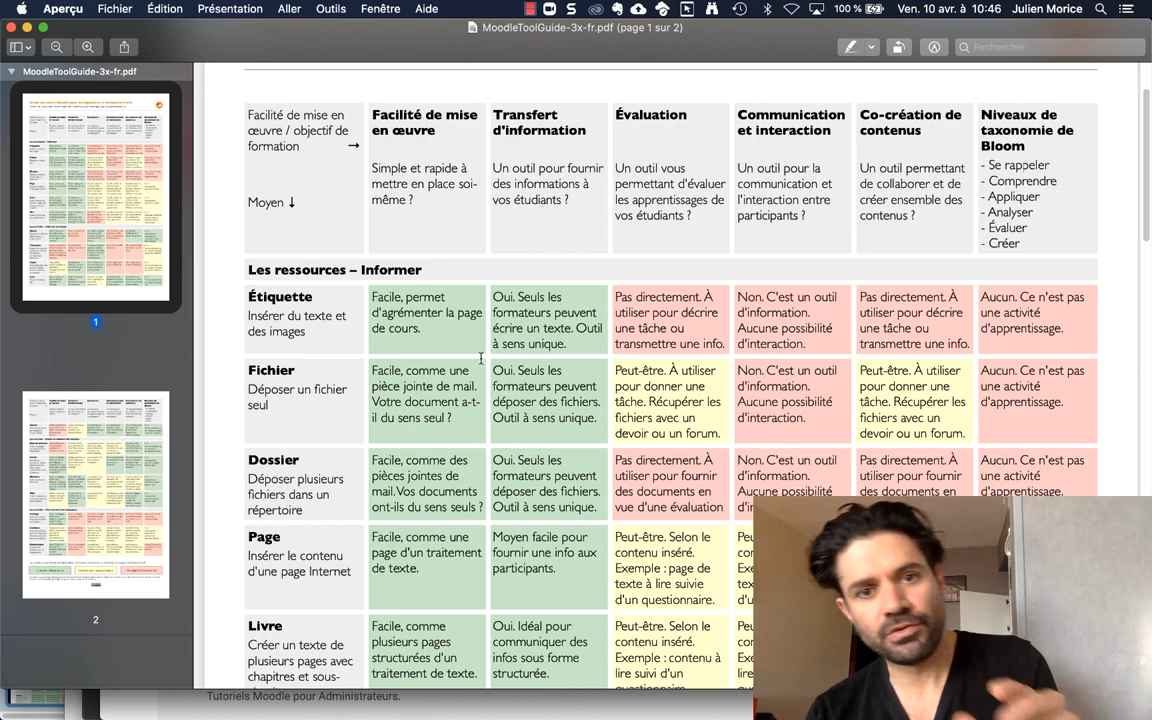 Aperçu Fichier Édition Présentation Aller Outils Fenêtre Aide 100 % Ven. 10 avr. à 10:46 Julien Morice
MoodleToolGuide-3x-fr.pdf (page 1 sur 2)
Rechercher
MoodleToolGuide-3x-fr.pdf
1
2
Facilité de mise en
œuvre / objectif de
formation →
Moyen ↓
Facilité de mise
en œuvre
Simple et rapide à
mettre en place soi-
même ?
Transfert
d'information
Un outil pour fournir
des informations à
vos étudiants ?
Évaluation
Un outil vous
permettant d'évaluer
les apprentissages de
vos étudiants ?
Communication
et interaction
Un outil pour la
communication et
l'interaction entre
participants ?
Co-création de
contenus
Un outil permettant
de collaborer et de
créer ensemble des
contenus ?
Niveaux de
taxonomie de
Bloom
- Se rappeler
- Comprendre
- Appliquer
- Analyser
- Évaluer
- Créer
Les ressources – Informer
Étiquette
Insérer du texte et
des images
Facile, permet
d'agrémenter la page
de cours.
Oui. Seuls les
formateurs peuvent
écrire un texte. Outil
à sens unique.
Pas directement. À
utiliser pour décrire
une tâche ou
transmettre une info.
Non. C'est un outil
d'information.
Aucune possibilité
d'interaction.
Pas directement. À
utiliser pour décrire
une tâche ou
transmettre une info.
Aucun. Ce n'est pas
une activité
d'apprentissage.
Fichier
Déposer un fichier
seul
Facile, comme une
pièce jointe de mail.
Votre document a-t-
il du sens seul ?
Oui. Seuls les
formateurs peuvent
déposer des fichiers.
Outil à sens unique.
Peut-être. À utiliser
pour donner une
tâche. Récupérer les
fichiers avec un
devoir ou un forum.
Non. C'est un outil
d'information.
Aucune possibilité
d'interaction.
Peut-être. À utiliser
pour donner une
tâche. Récupérer les
fichiers avec un
devoir ou un forum.
Aucun. Ce n'est pas
une activité
d'apprentissage.
Dossier
Déposer plusieurs
fichiers dans un
répertoire
Facile, comme des
pièces jointes de
mail. Vos documents
ont-ils du sens seuls ?
Oui. Seuls les
formateurs peuvent
déposer des fichiers.
Outil à sens unique.
Pas directement. À
utiliser pour fournir
des documents en
vue d'une évaluation
Non. C'est un outil
d'information.
Aucune possibilité
Pas directement. À
utiliser pour fournir
des documents en
Aucun. Ce n'est pas
une activité
d'apprentissage.
Page
Insérer le contenu
d'une page Internet
Facile, comme une
page d'un traitement
de texte.
Moyen facile pour
fournir une info aux
participants.
Peut-être. Selon le
contenu inséré.
Exemple : page de
texte à lire suivie
d'un questionnaire.
Livre
Créer un texte de
plusieurs pages avec
chapitres et sous-
Facile, comme
plusieurs pages
structurées d'un
traitement de texte.
Oui. Idéal pour
communiquer des
infos sous forme
structurée.
Peut-être. Selon le
contenu inséré.
Exemple : contenu à
lire suivi d'un
Tutoriels Moodle pour Administrateurs.